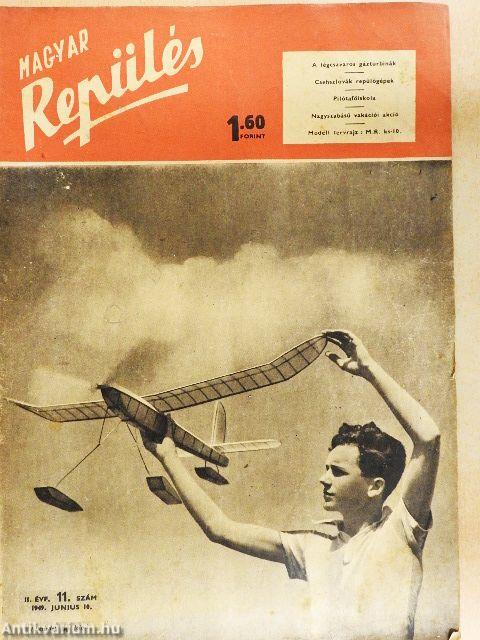 MAGYAR
Repülés
1.60
FORINT
A légcsavaros gázturbinák
Csehszlovák repülőgépek
Pilótafőiskola
Nagyszabású vakációi akció
Modell tervrajz : M.R. ks-10.
II. ÉVF. 11. SZÁM
1949. JUNIUS 10.
Antikvárium.hu